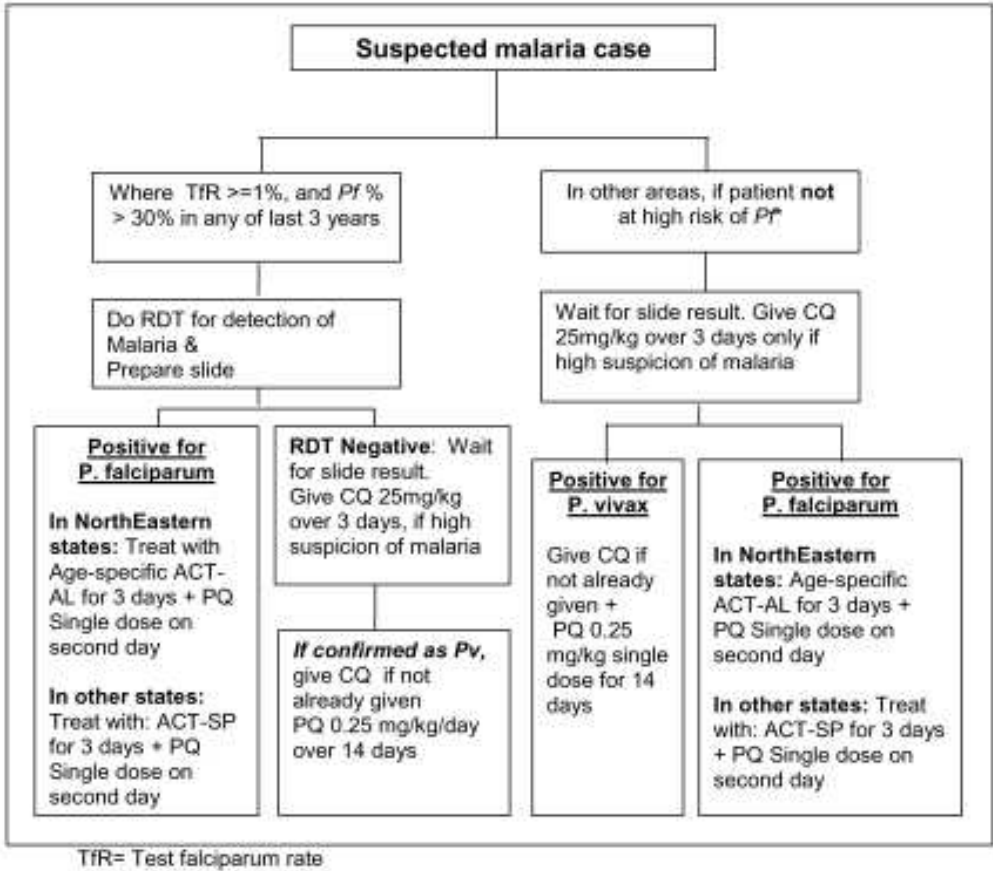 Suspected malaria case
Where TfR >=1%, and Pf %
> 30% in any of last 3 years
In other areas, if patient not
at high risk of Pf*
Do RDT for detection of
Malaria &
Prepare slide
Wait for slide result. Give CQ
25mg/kg over 3 days only if
high suspicion of malaria
Positive for
P. falciparum
In NorthEastern
states: Treat with
Age-specific ACT-
AL for 3 days + PQ
Single dose on
second day
In other states:
Treat with: ACT-SP
for 3 days + PQ
Single dose on
second day
RDT Negative: Wait
for slide result.
Give CQ 25mg/kg
over 3 days, if high
suspicion of malaria
If confirmed as Pv,
give CQ if not
already given
PQ 0.25 mg/kg/day
over 14 days
Positive for
P. vivax
Give CQ if
not already
given +
PQ 0.25
mg/kg single
dose for 14
days
Positive for
P. falciparum
In NorthEastern
states: Age-specific
ACT-AL for 3 days +
PQ Single dose on
second day
In other states: Treat
with: ACT-SP for 3 days
+ PQ Single dose on
second day
TfR= Test falciparum rate